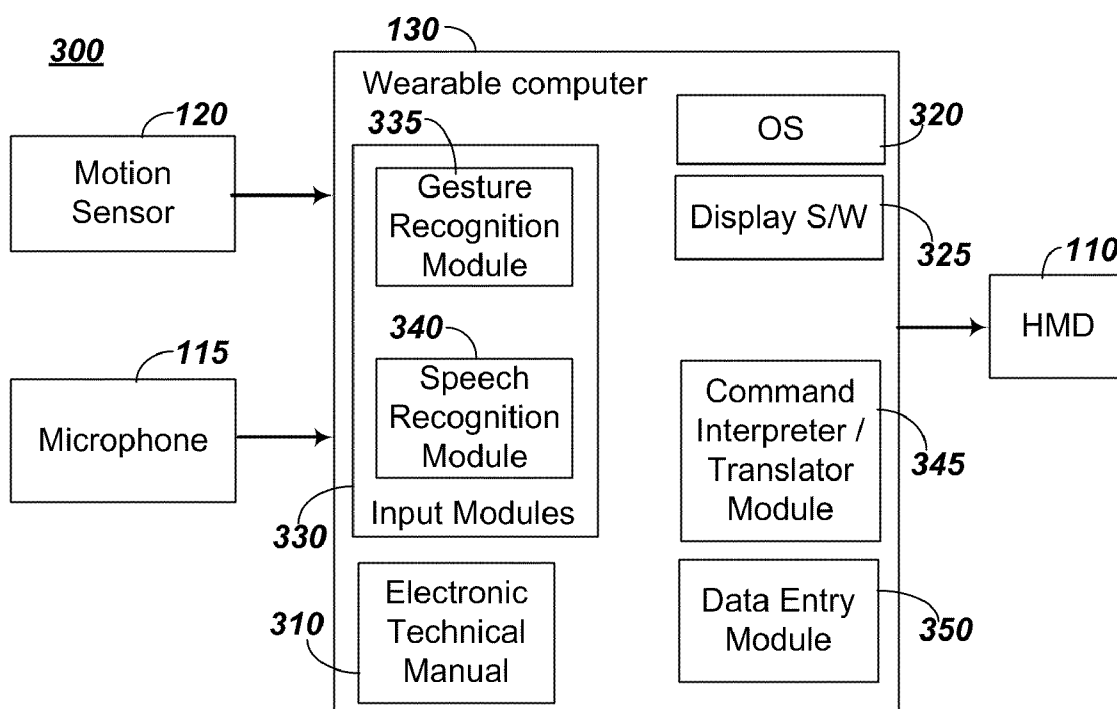 300
130
Wearable computer
120
Motion
Sensor
335
Gesture
Recognition
Module
340
Speech
Recognition
Module
Input Modules
330
115
Microphone
310
Electronic
Technical
Manual
OS
320
Display S/W
325
110
HMD
Command
Interpreter /
Translator
Module
345
Data Entry
Module
350